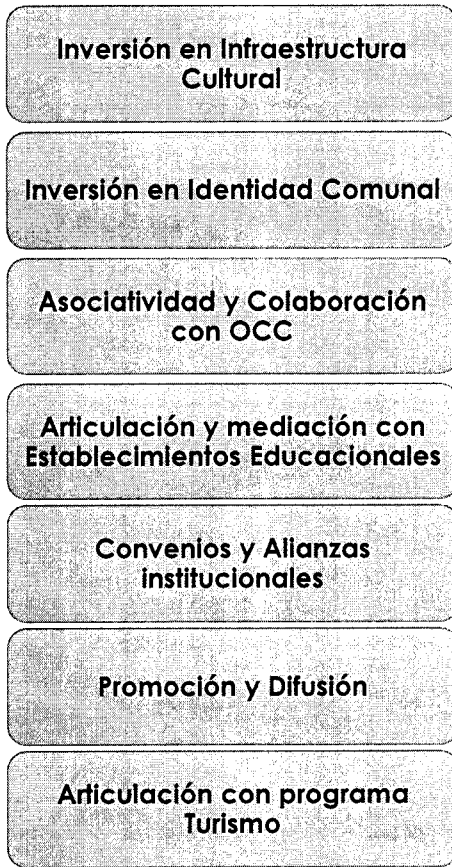 Inversión en Infraestructura
Cultural
Inversión en Identidad Comunal
Asociatividad y Colaboración
con OCC
Articulación y mediación con
Establecimientos Educacionales
Convenios y Alianzas
institucionales
Promoción y Difusión
Articulación con programa
Turismo